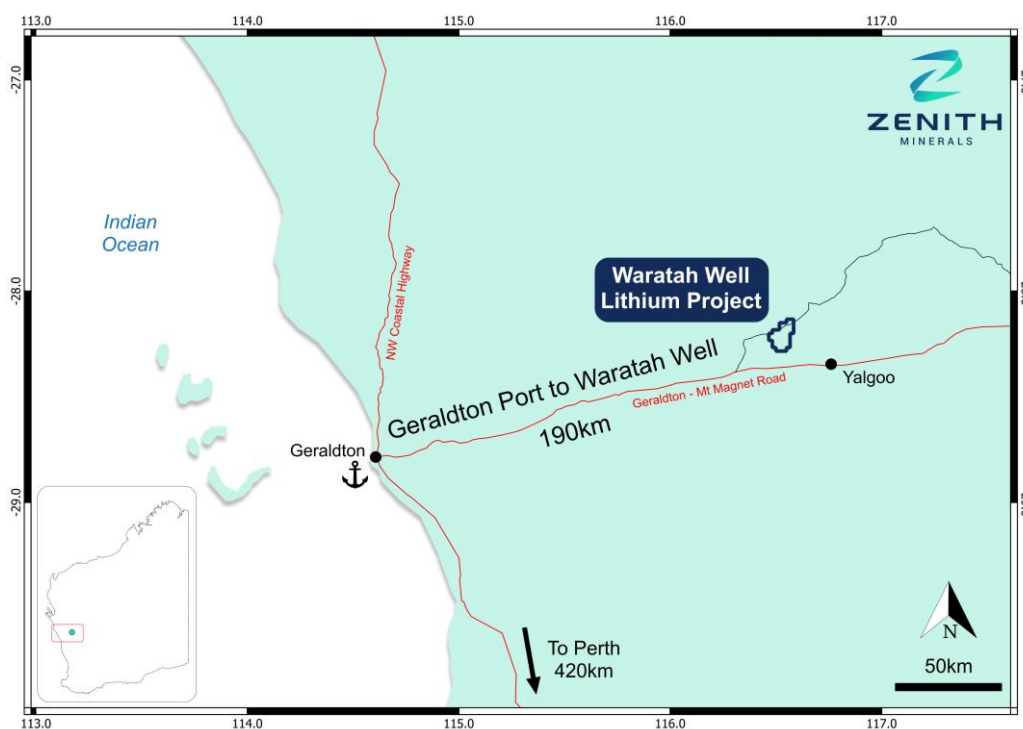 113.0
114.0
115.0
116.0
117.0
-27.0
-28.0
-29.0
ZENITH
MINERALS
Indian
Ocean
NW Coastal Highway
Waratah Well
Lithium Project
Geraldton Port to Waratah Well
190km
Geraldton - Mt Magnet Road
Yalgoo
Geraldton
To Perth
420km
N
50km
113.0
114.0
115.0
116.0
117.0